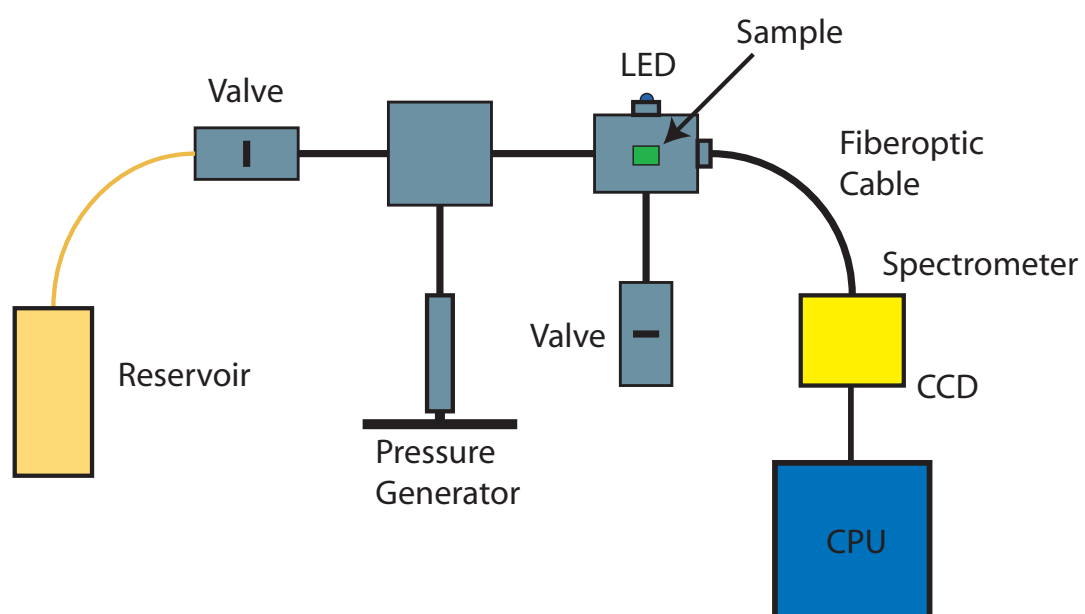 Sample
LED
Valve
Fiberoptic
Cable
Spectrometer
Valve
Reservoir
CCD
Pressure
Generator
CPU